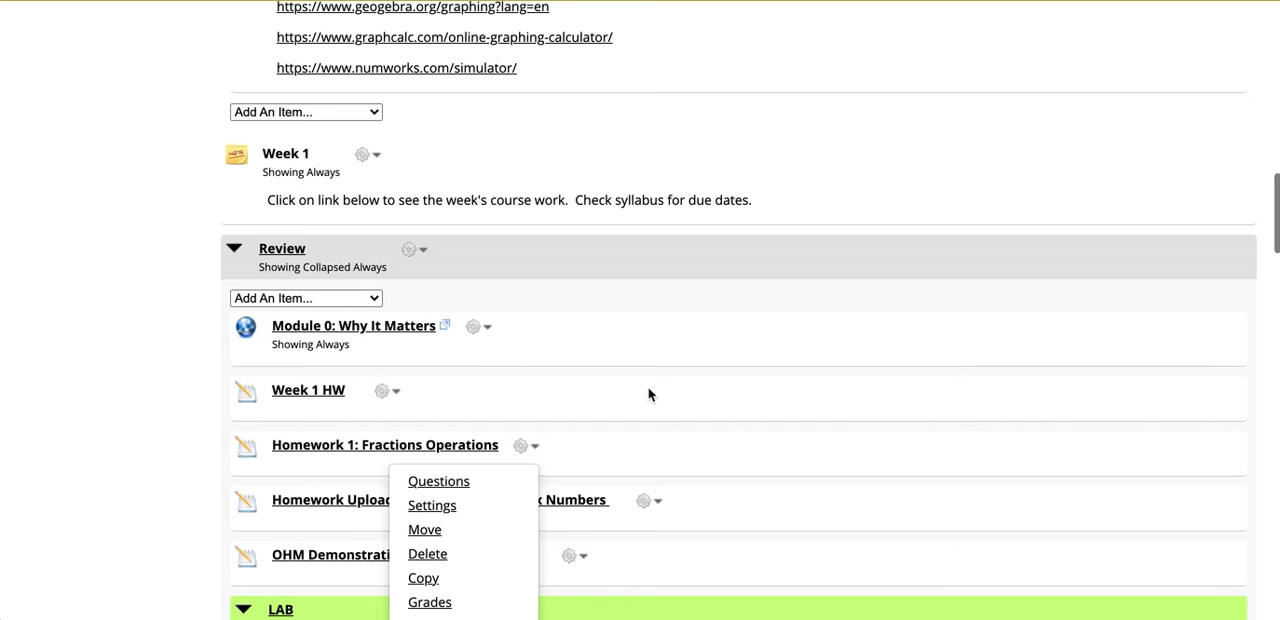 https://www.geogebra.org/graphing?lang=en
https://www.graphcalc.com/online-graphing-calculator/
https://www.numworks.com/simulator/
Add An Item...
NOTE
Week 1
Showing Always
Click on link below to see the week's course work. Check syllabus for due dates.
Review
Showing Collapsed Always
Add An Item...
Module 0: Why It Matters
Showing Always
Week 1 HW
Homework 1: Fractions Operations
Questions
Homework Uploa
x Numbers
Settings
Move
OHM Demonstrati
Delete
Copy
Grades
LAB